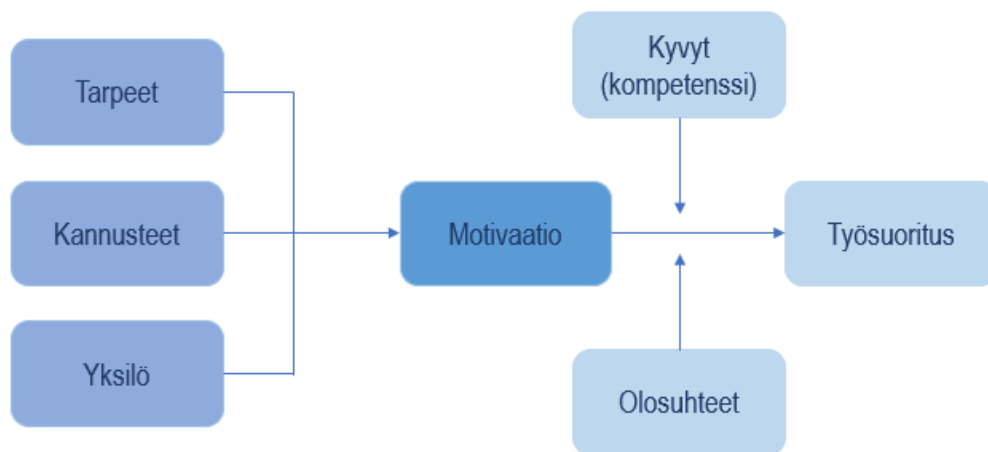 Tarpeet
Kannusteet
Yksilö
Motivaatio
Kyvyt
(kompetenssi)
Olosuhteet
Työsuoritus